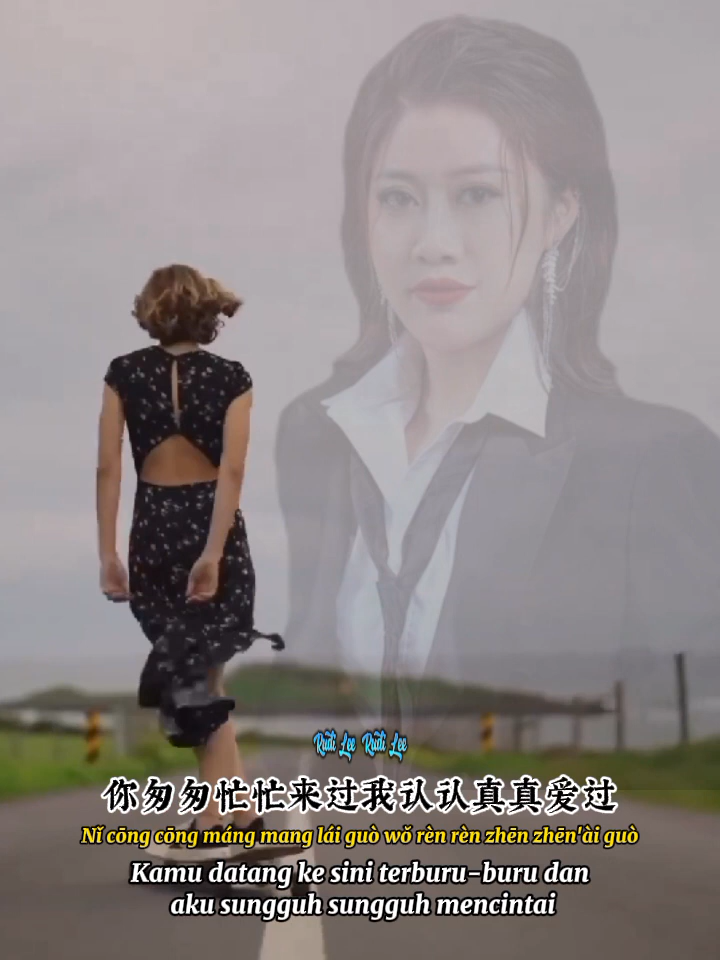 Rudi Lee Rudi Lee
你匆匆忙忙来过我认认真真爱过
Nǐ cōng cōng máng mang lái guò wǒ rèn rèn zhēn zhēn'ài guò
Kamu datang ke sini terburu-buru dan
aku sungguh sungguh mencintai